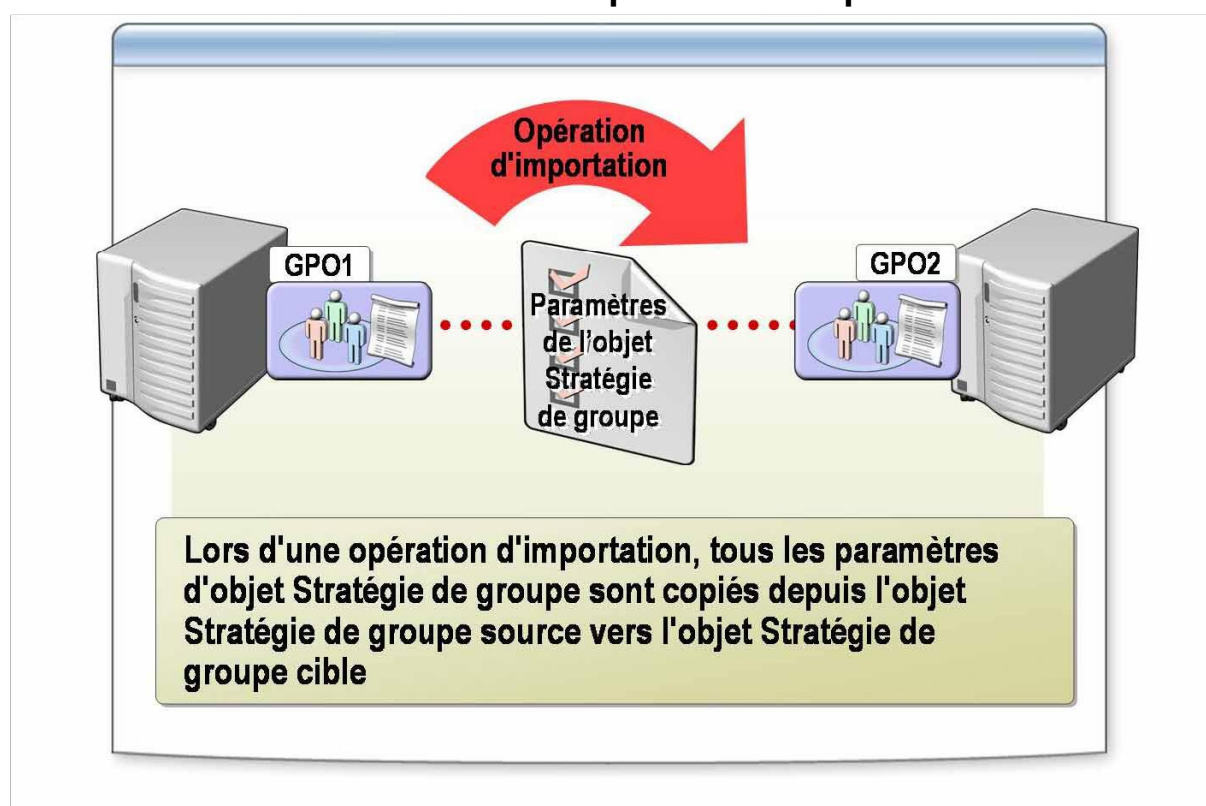 Opération
d'importation
GPO1
GPO2
Paramètres
de l'objet
Stratégie
de groupe
Lors d'une opération d'importation, tous les paramètres
d'objet Stratégie de groupe sont copiés depuis l'objet
Stratégie de groupe source vers l'objet Stratégie de
groupe cible